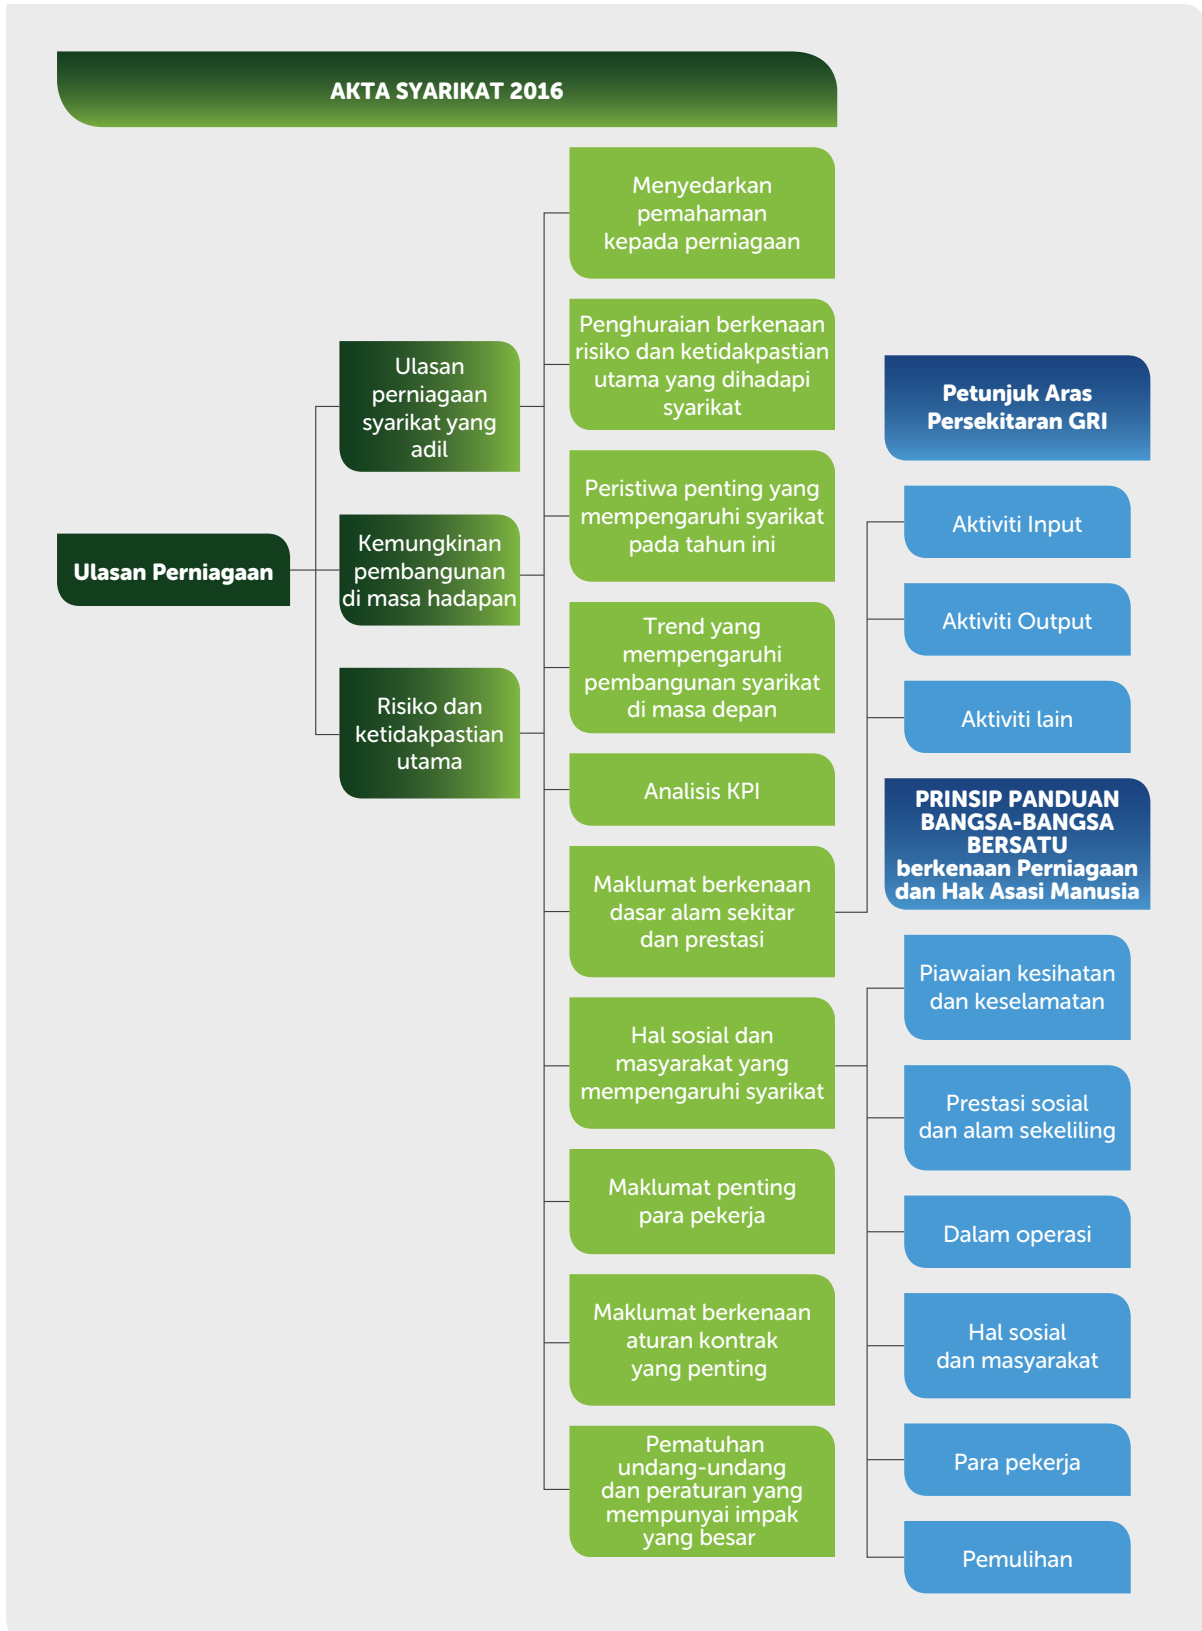 AKTA SYARIKAT 2016
Ulasan Perniagaan
Ulasan
perniagaan
syarikat yang
adil
Kemungkinan
pembangunan
di masa hadapan
Risiko dan
ketidakpastian
utama
Menyedarkan
pemahaman
kepada perniagaan
Penghuraian berkenaan
risiko dan ketidakpastian
utama yang dihadapi
syarikat
Peristiwa penting yang
mempengaruhi syarikat
pada tahun ini
Trend yang
mempengaruhi
pembangunan syarikat
di masa depan
Analisis KPI
Maklumat berkenaan
dasar alam sekitar
dan prestasi
Hal sosial dan
masyarakat yang
mempengaruhi syarikat
Maklumat penting
para pekerja
Maklumat berkenaan
aturan kontrak
yang penting
Pematuhan
undang-undang
dan peraturan yang
mempunyai impak
yang besar
Petunjuk Aras
Persekitaran GRI
Aktiviti Input
Aktiviti Output
Aktiviti lain
PRINSIP PANDUAN
BANGSA-BANGSA
BERSATU
berkenaan Perniagaan
dan Hak Asasi Manusia
Piawaian kesihatan
dan keselamatan
Prestasi sosial
dan alam sekeliling
Dalam operasi
Hal sosial
dan masyarakat
Para pekerja
Pemulihan